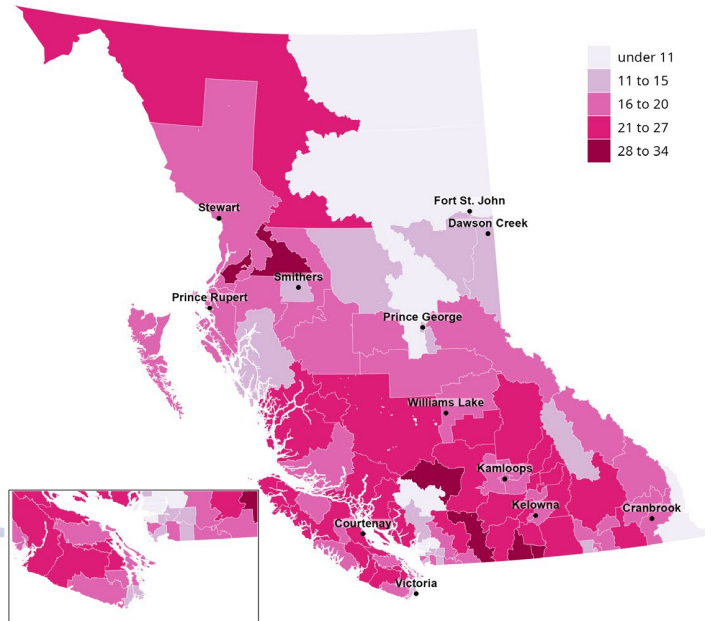 under 11
11 to 15
16 to 20
21 to 27
28 to 34
Stewart
Fort St. John
Dawson Creek
Smithers
Prince Rupert
Prince George
Williams Lake
Kamloops
Kelowna
Cranbrook
Courtenay
Victoria